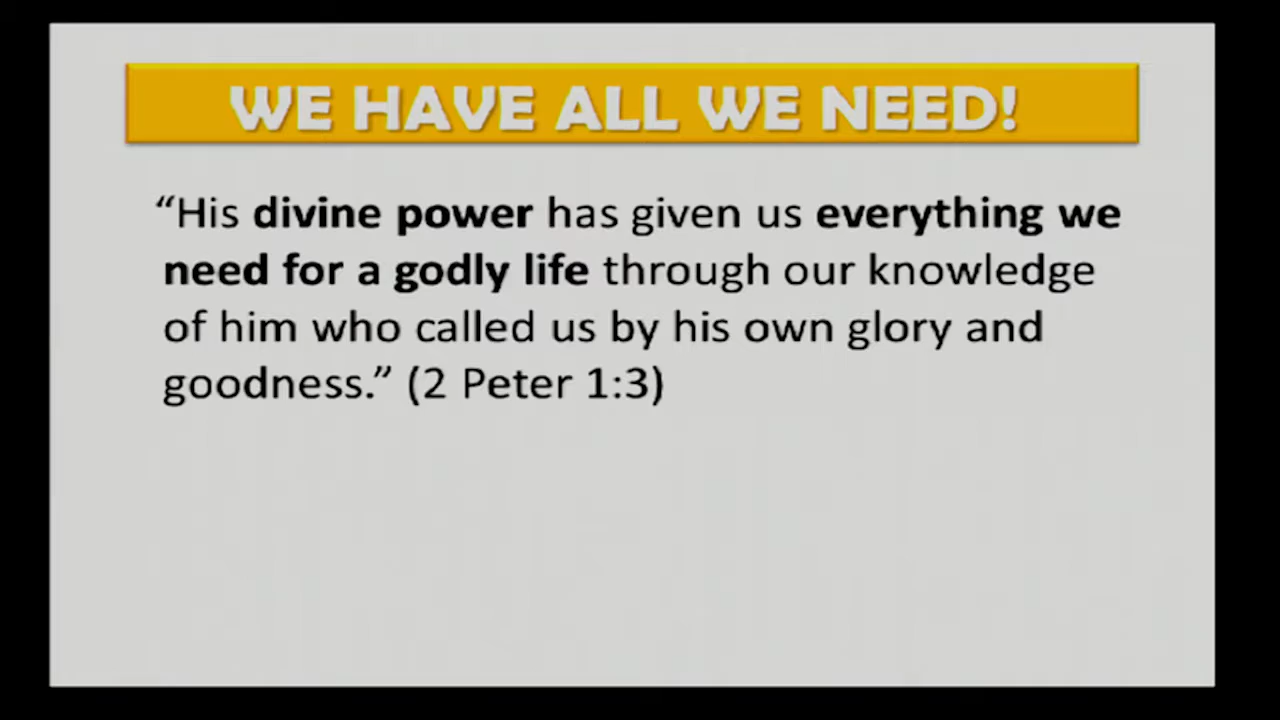 WE HAVE ALL WE NEED!
“His divine power has given us everything we
need for a godly life through our knowledge
of him who called us by his own glory and
goodness.” (2 Peter 1:3)